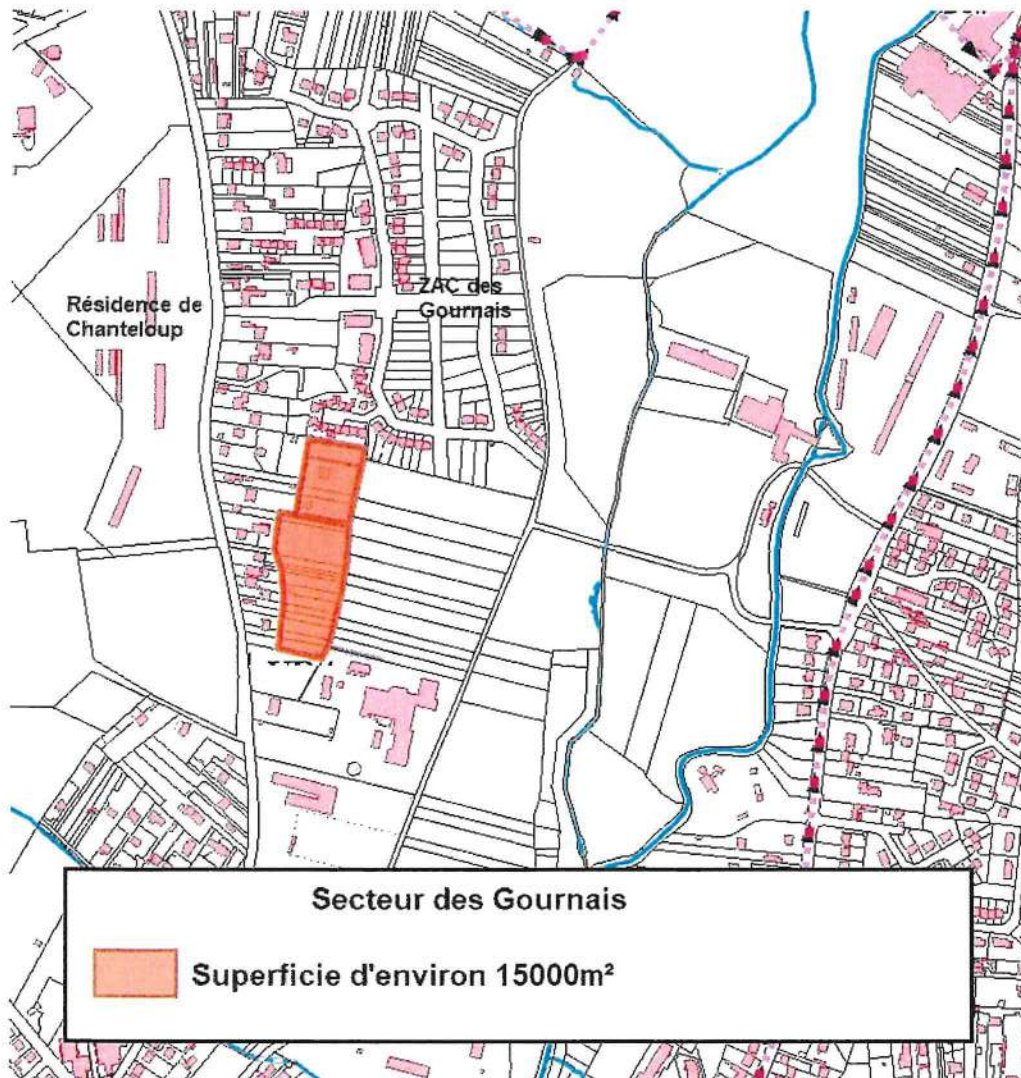 Résidence de
Chanteloup
ZAC des
Gournais
Secteur des Gournais
Superficie d'environ 15000m²